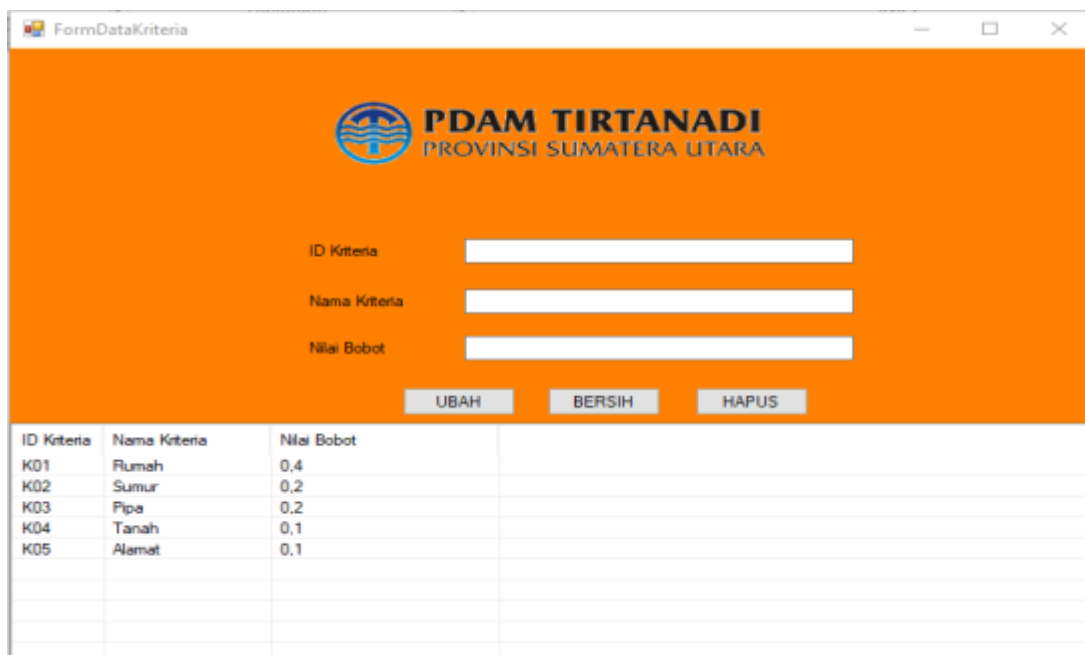 FormDataKriteria
PDAM TIRTANADI
PROVINSI SUMATERA UTARA
ID Kriteria
Nama Kriteria
Nilai Bobot
UBAH BERSIH HAPUS
ID Kriteria Nama Kriteria Nilai Bobot
K01 Rumah 0,4
K02 Sumur 0,2
K03 Pipa 0,2
K04 Tanah 0,1
K05 Alamat 0,1